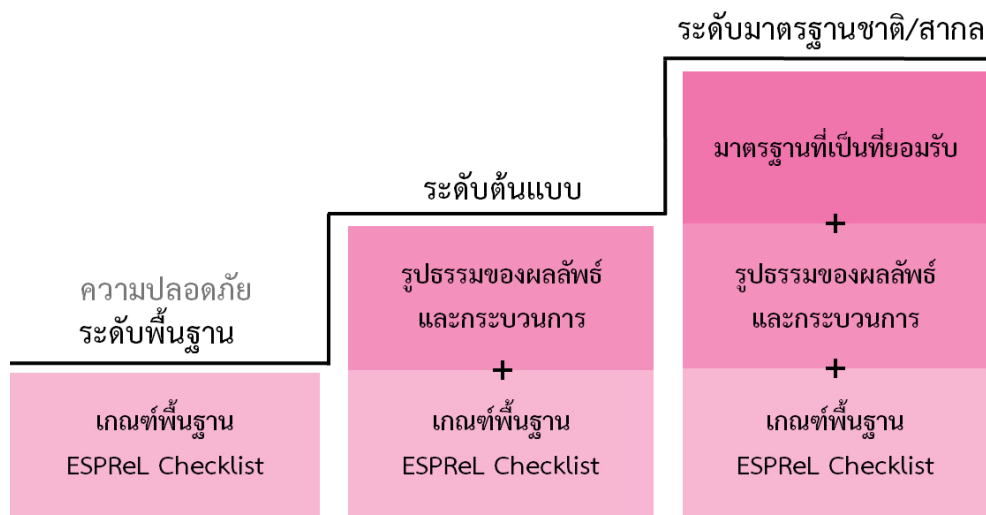 ระดับมาตรฐานชาติ/สากล
มาตรฐานที่เป็นที่ยอมรับ
+
รูปธรรมของผลลัพธ์
และกระบวนการ
+
เกณฑ์พื้นฐาน
ESPReL Checklist
ระดับต้นแบบ
รูปธรรมของผลลัพธ์
และกระบวนการ
+
เกณฑ์พื้นฐาน
ESPReL Checklist
ความปลอดภัย
ระดับพื้นฐาน
เกณฑ์พื้นฐาน
ESPReL Checklist